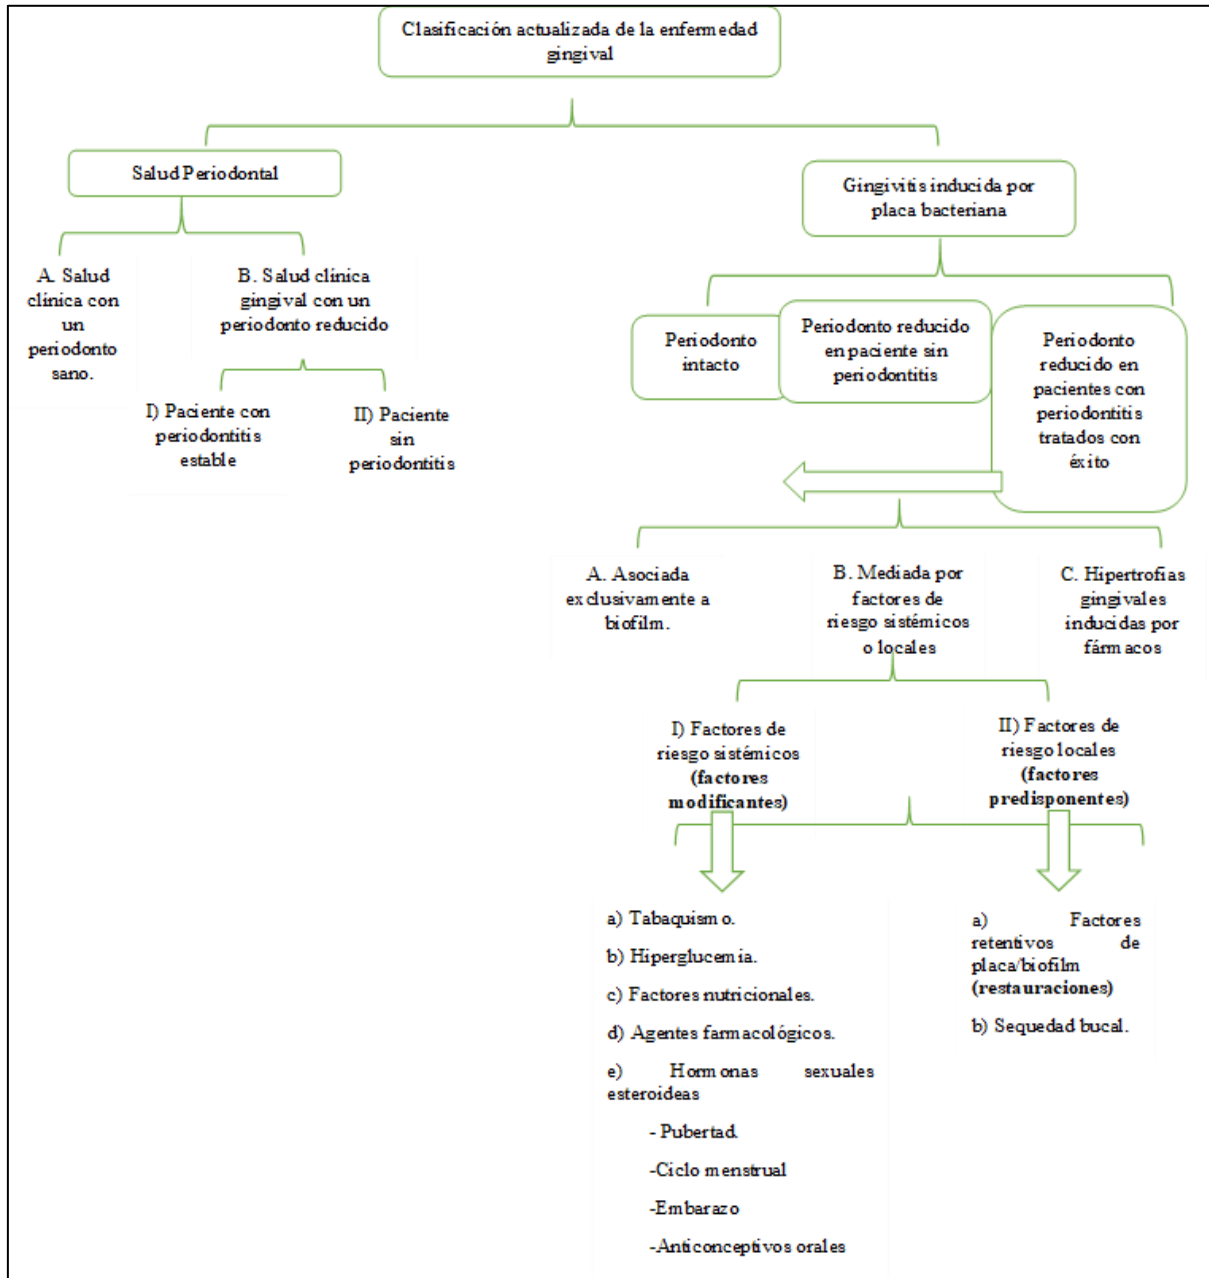 Clasificación actualizada de la enfermedad
gingival
Salud Periodontal
Gingivitis inducida por
placa bacteriana
A. Salud
clínica con
un
periodonto
sano.
B. Salud clínica
gingival con un
periodonto reducido
I) Paciente con
periodontitis
estable
II) Paciente
sin
periodontitis
Periodonto
intacto
Periodonto reducido
en paciente sin
periodontitis
Periodonto
reducido en
pacientes con
periodontitis
tratados con
éxito
A. Asociada
exclusivamente a
biofilm.
B. Mediada por
factores de
riesgo sistémicos
o locales
C. Hipertrofias
gingivales
inducidas por
fármacos
I) Factores de
riesgo sistémicos
(factores
modificantes)
II) Factores de
riesgo locales
(factores
predisponentes)
a) Tabaquismo.
b) Hiperglucemia.
c) Factores nutricionales.
d) Agentes farmacológicos.
e) Hormonas sexuales
esteroideas
- Pubertad.
-Ciclo menstrual
-Embarazo
-Anticonceptivos orales
a) Factores
retentivos de
placa/biofilm
(restauraciones)
b) Sequedad bucal.